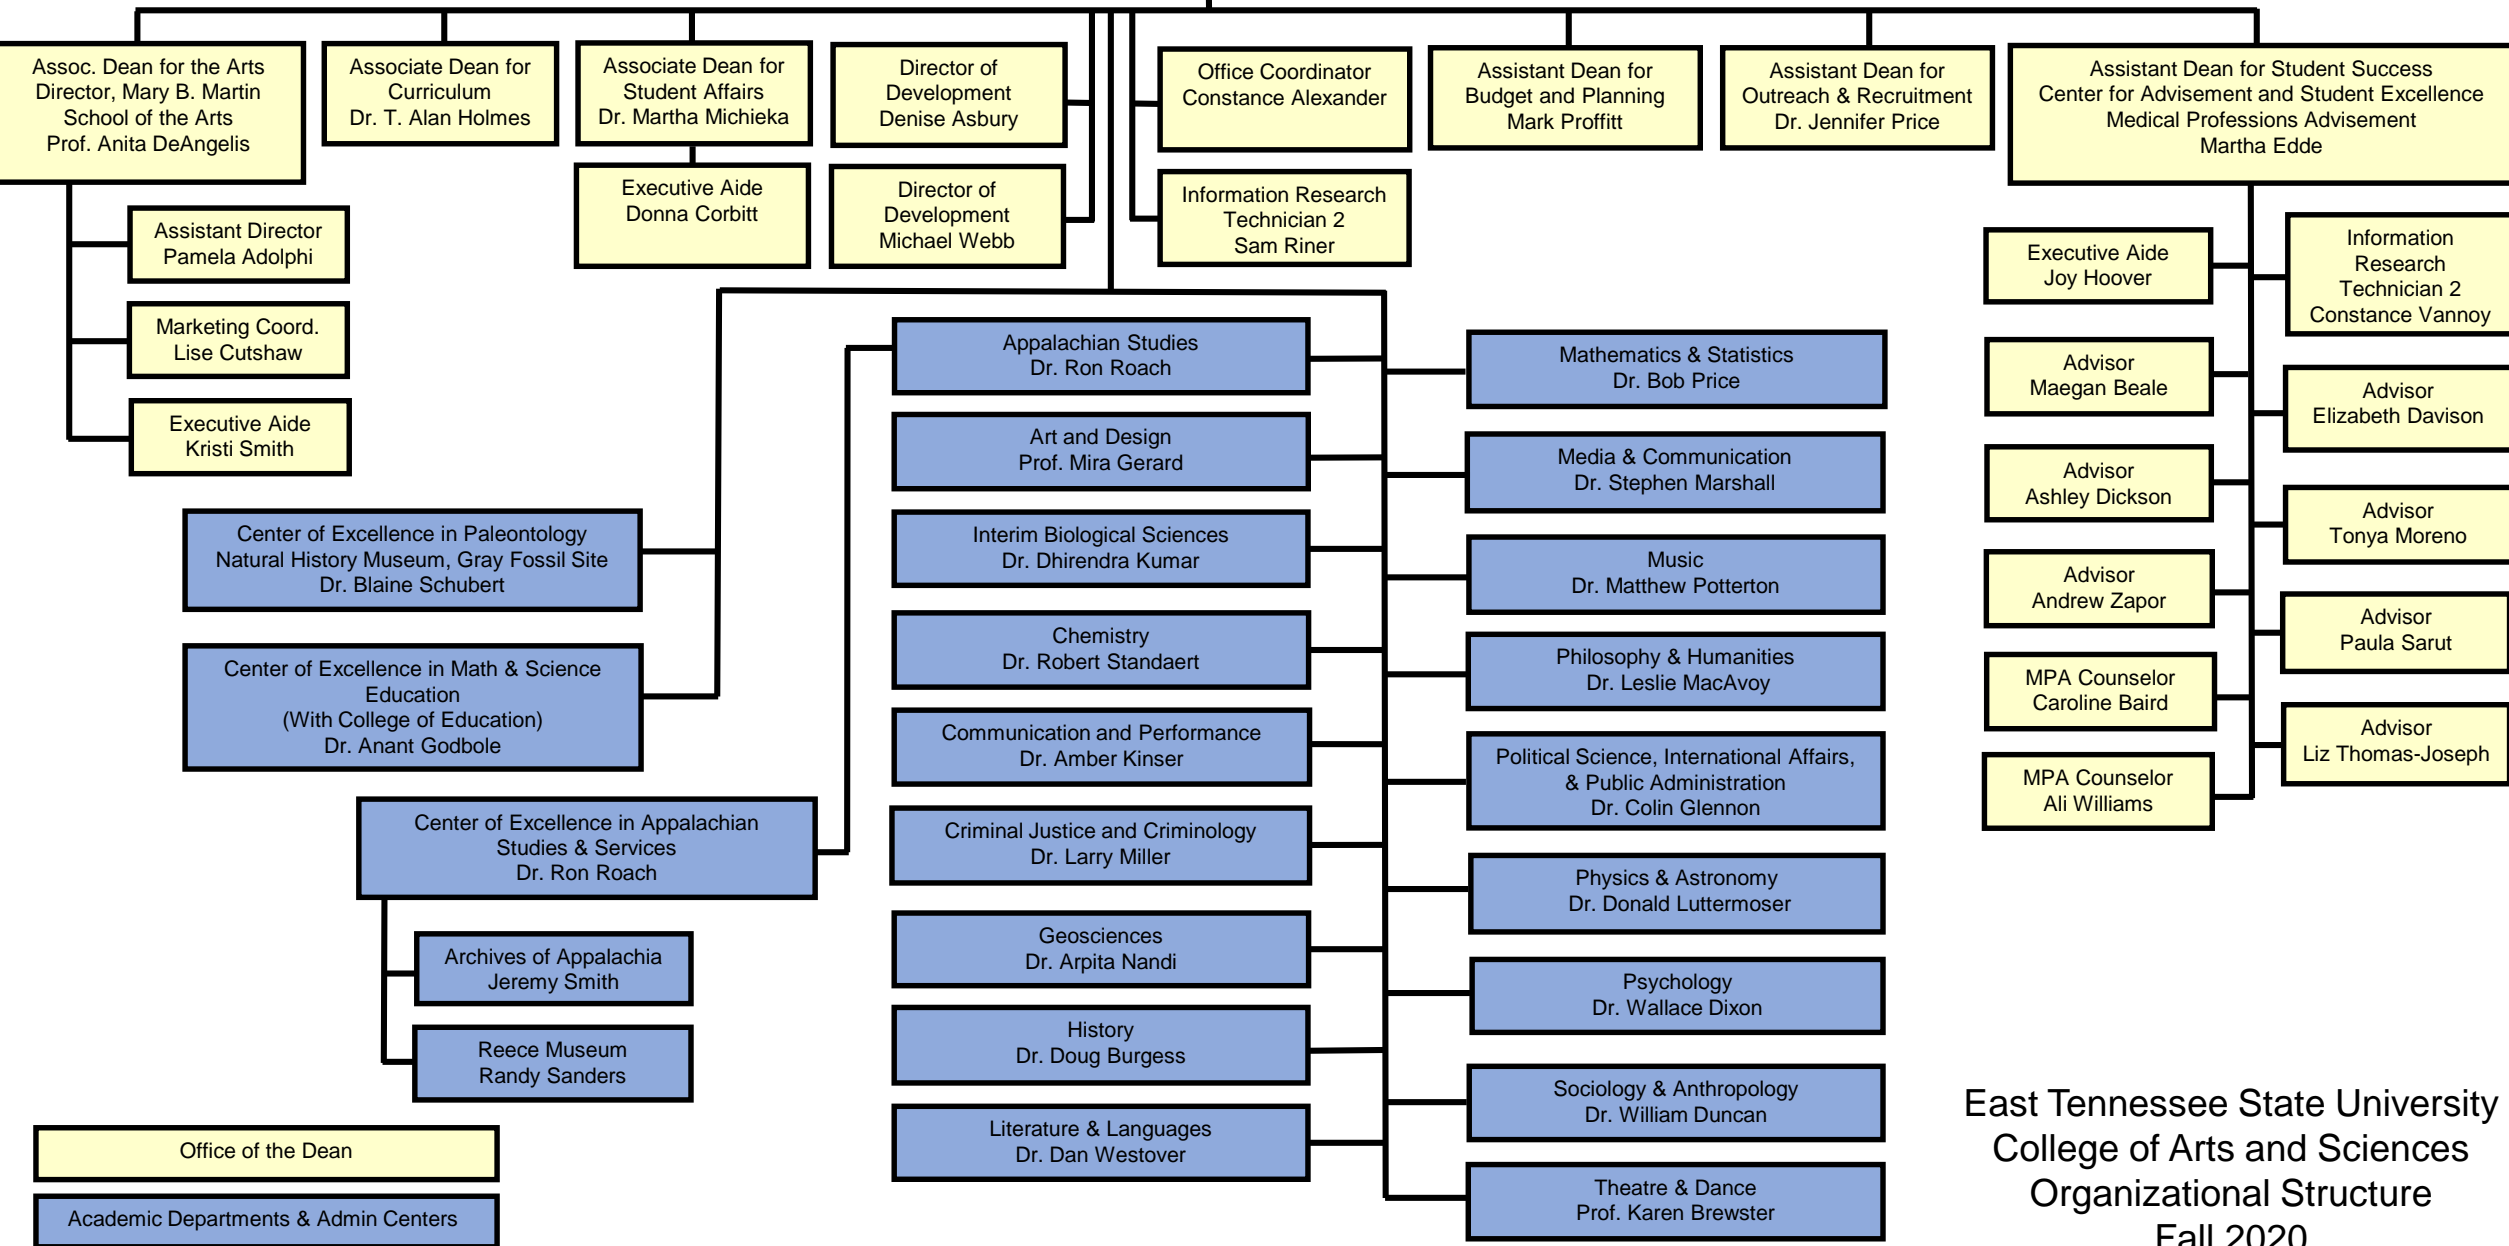 Assoc. Dean for the Arts
Director, Mary B. Martin
School of the Arts
Prof. Anita DeAngelis
Associate Dean for
Curriculum
Dr. T. Alan Holmes
Associate Dean for
Student Affairs
Dr. Martha Michieka
Director of
Development
Denise Asbury
Office Coordinator
Constance Alexander
Assistant Dean for
Budget and Planning
Mark Proffitt
Assistant Dean for
Outreach & Recruitment
Dr. Jennifer Price
Assistant Dean for Student Success
Center for Advisement and Student Excellence
Medical Professions Advisement
Martha Edde
Executive Aide
Donna Corbitt
Director of
Development
Michael Webb
Information Research
Technician 2
Sam Riner
Assistant Director
Pamela Adolphi
Marketing Coord.
Lise Cutshaw
Executive Aide
Kristi Smith
Center of Excellence in Paleontology
Natural History Museum, Gray Fossil Site
Dr. Blaine Schubert
Center of Excellence in Math & Science
Education
(With College of Education)
Dr. Anant Godbole
Center of Excellence in Appalachian
Studies & Services
Dr. Ron Roach
Archives of Appalachia
Jeremy Smith
Reece Museum
Randy Sanders
Appalachian Studies
Dr. Ron Roach
Art and Design
Prof. Mira Gerard
Interim Biological Sciences
Dr. Dhirendra Kumar
Chemistry
Dr. Robert Standaert
Communication and Performance
Dr. Amber Kinser
Criminal Justice and Criminology
Dr. Larry Miller
Geosciences
Dr. Arpita Nandi
History
Dr. Doug Burgess
Literature & Languages
Dr. Dan Westover
Mathematics & Statistics
Dr. Bob Price
Media & Communication
Dr. Stephen Marshall
Music
Dr. Matthew Potterton
Philosophy & Humanities
Dr. Leslie MacAvoy
Political Science, International Affairs,
& Public Administration
Dr. Colin Glennon
Physics & Astronomy
Dr. Donald Luttermoser
Psychology
Dr. Wallace Dixon
Sociology & Anthropology
Dr. William Duncan
Theatre & Dance
Prof. Karen Brewster
Executive Aide
Joy Hoover
Advisor
Maegan Beale
Advisor
Ashley Dickson
Advisor
Andrew Zapor
MPA Counselor
Caroline Baird
MPA Counselor
Ali Williams
Information
Research
Technician 2
Constance Vannoy
Advisor
Elizabeth Davison
Advisor
Tonya Moreno
Advisor
Paula Sarut
Advisor
Liz Thomas-Joseph
Office of the Dean
Academic Departments & Admin Centers
East Tennessee State University
College of Arts and Sciences
Organizational Structure
Fall 2020